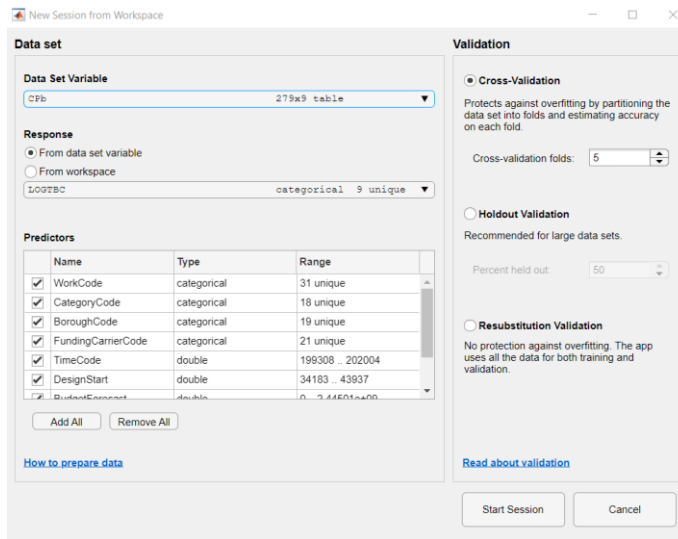 New Session from Workspace
Data set
Data Set Variable
CPb 279x9 table
Response
From data set variable
From workspace
LOGTBC categorical 9 unique
Predictors
Name Type Range
WorkCode categorical 31 unique
CategoryCode categorical 18 unique
BoroughCode categorical 19 unique
FundingCarrierCode categorical 21 unique
TimeCode double 199308 .. 202004
DesignStart double 34183 .. 43937
BudgetForecast double 0 .. 2.44501e+09
Add All Remove All
How to prepare data
Validation
Cross-Validation
Protects against overfitting by partitioning the
data set into folds and estimating accuracy
on each fold.
Cross-validation folds: 5
Holdout Validation
Recommended for large data sets.
Percent held out: 50
Resubstitution Validation
No protection against overfitting. The app
uses all the data for both training and
validation.
Read about validation
Start Session Cancel